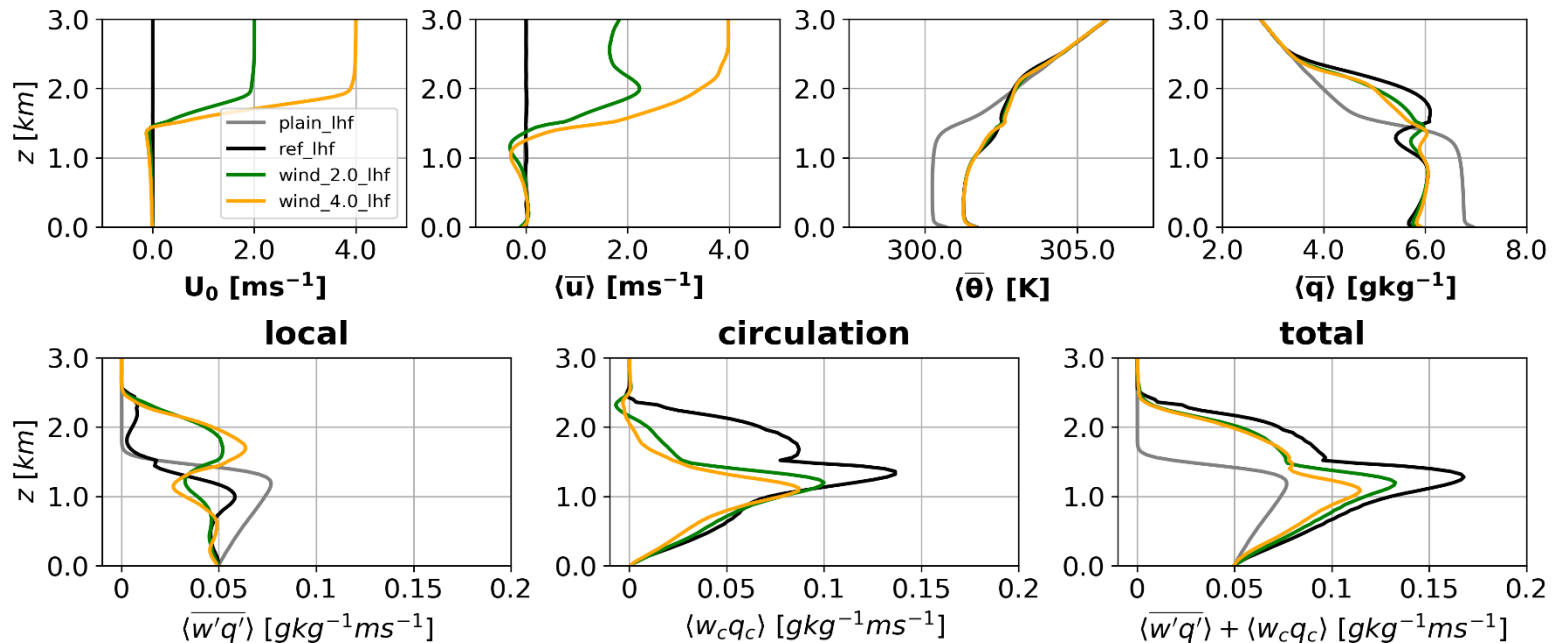 3.0 3.0 3.0 3.0
2.0 2.0 2.0 2.0
1.0 1.0 1.0 1.0
0.0 0.0 0.0 0.0
z [km]
plain_lhf
ref_lhf
wind_2.0_lhf
wind_4.0_lhf
0.0 2.0 4.0 0.0 2.0 4.0 300.0 305.0 2.0 4.0 6.0 8.0
U₀ [ms⁻¹] ⟨u̅⟩ [ms⁻¹] ⟨θ̅⟩ [K] ⟨q̅⟩ [gkg⁻¹]
local circulation total
3.0 3.0 3.0
2.0 2.0 2.0
1.0 1.0 1.0
0.0 0.0 0.0
z [km] z [km] z [km]
0 0.05 0.1 0.15 0.2 0 0.05 0.1 0.15 0.2 0 0.05 0.1 0.15 0.2
⟨w̅'̅q̅'̅⟩ [gkg⁻¹ms⁻¹] ⟨w_cq_c⟩ [gkg⁻¹ms⁻¹] ⟨w̅'̅q̅'̅⟩ + ⟨w_cq_c⟩ [gkg⁻¹ms⁻¹]